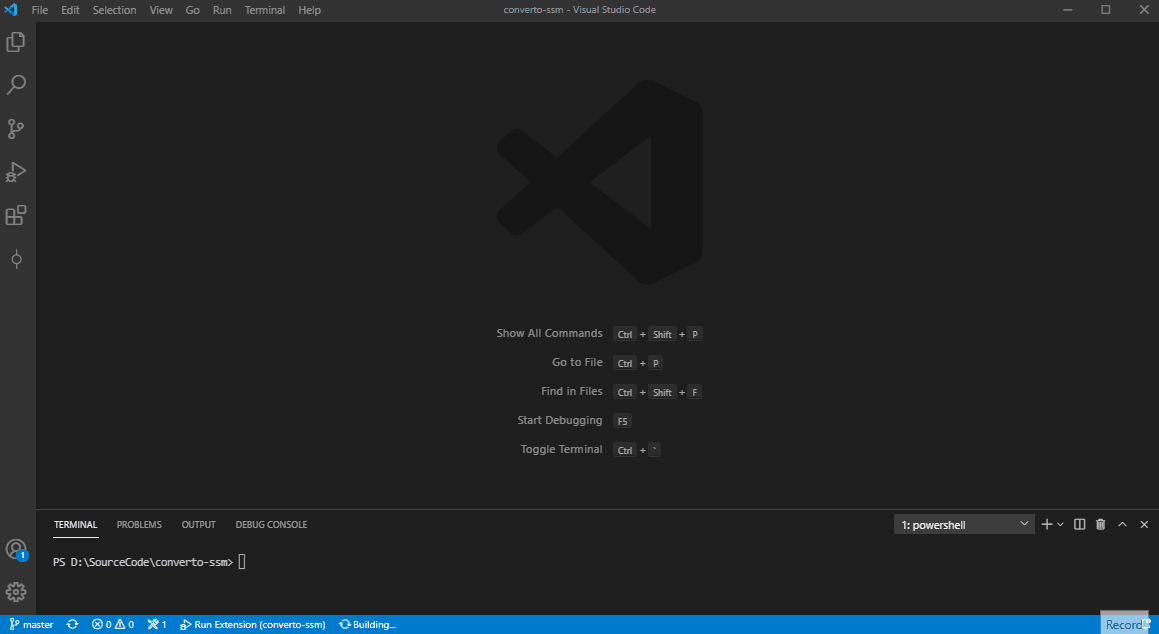 File Edit Selection View Go Run Terminal Help converto-ssm - Visual Studio Code
Show All Commands Ctrl + Shift + P
Go to File Ctrl + P
Find in Files Ctrl + Shift + F
Start Debugging F5
Toggle Terminal Ctrl + `
TERMINAL PROBLEMS OUTPUT DEBUG CONSOLE 1: powershell
PS D:\SourceCode\converto-ssm>
1
master 0 0 1 Run Extension (converto-ssm) Building... Record